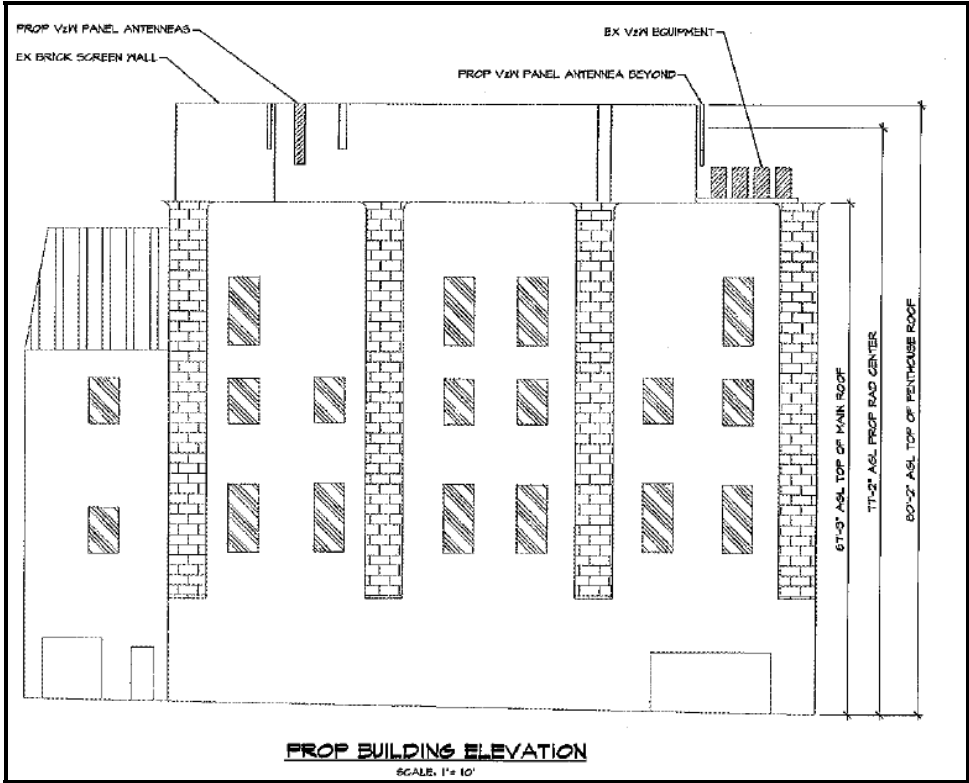 PROP VZW PANEL ANTENNEAS
EX BRICK SCREEN WALL
EX VZW EQUIPMENT
PROP VZW PANEL ANTENNEA BEYOND
67'-3" AGL TOP OF MAIN ROOF
77'-2" AGL PROP RAD CENTER
80'-2" AGL TOP OF PENTHOUSE ROOF
PROP BUILDING ELEVATION
SCALE: 1"= 10'